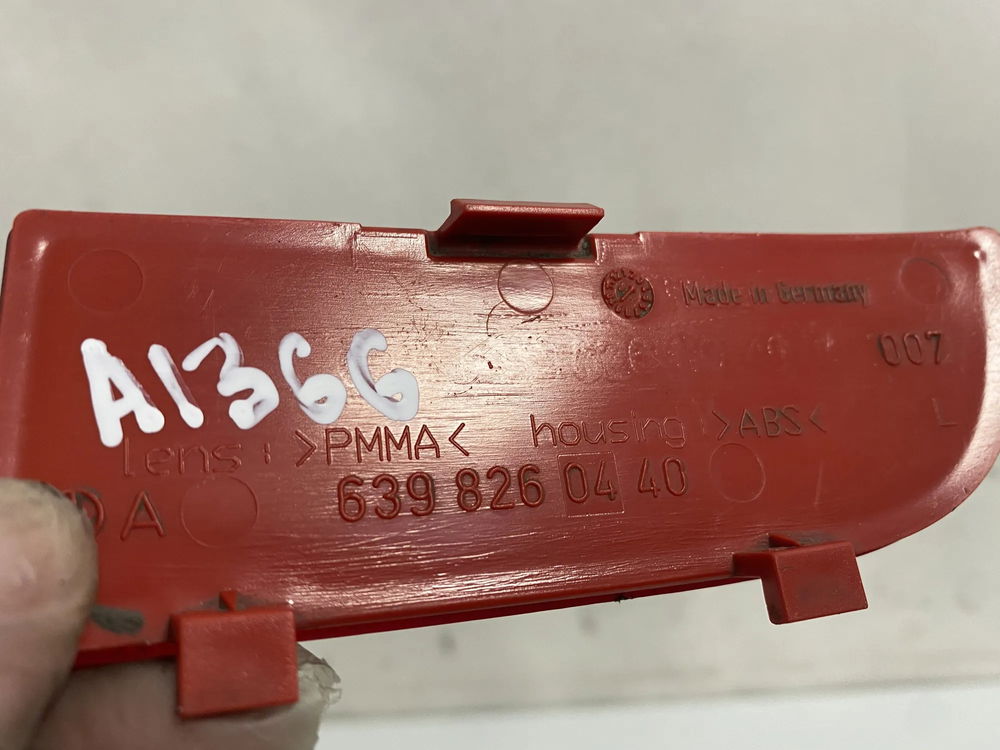 Made in Germany
007
A1366
lens: >PMMA< housing: >ABS<
L
639 826 04 40
D A